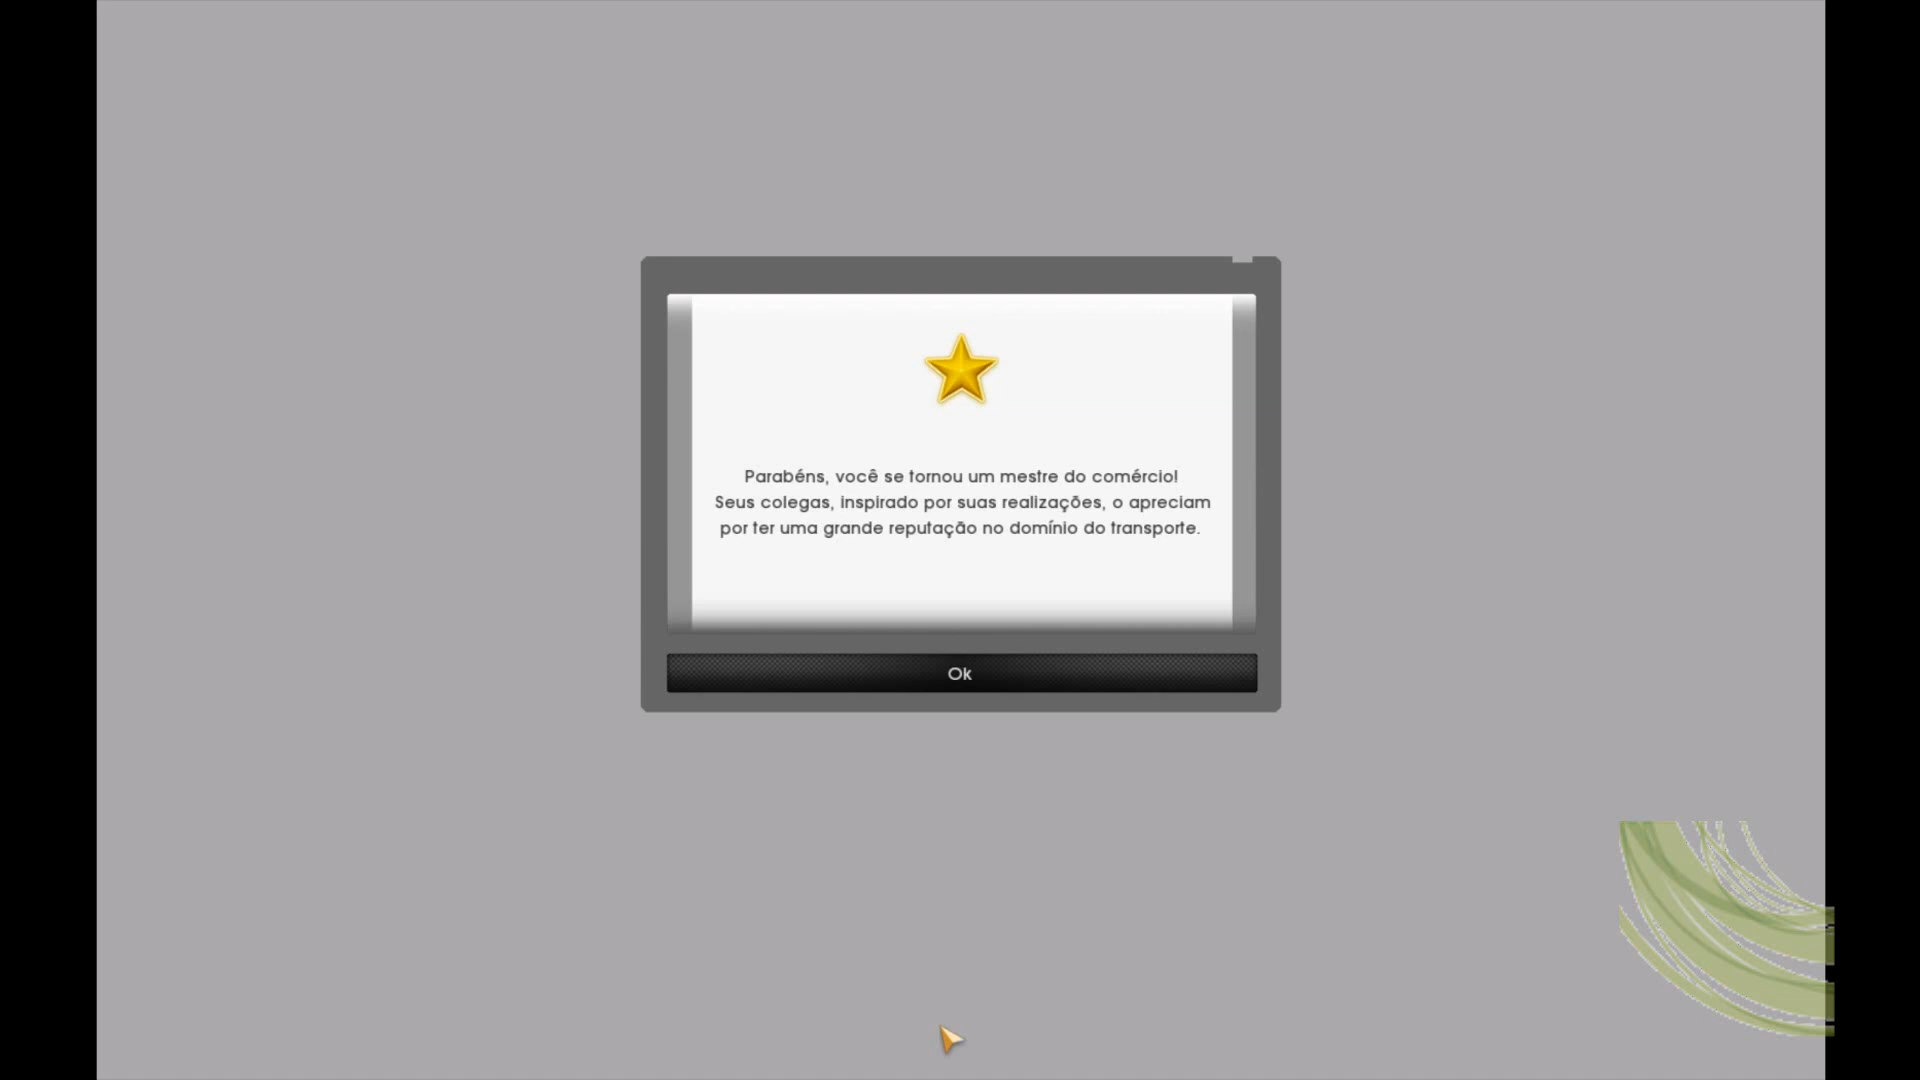 Parabéns, você se tornou um mestre do comércio!
Seus colegas, inspirado por suas realizações, o apreciam
por ter uma grande reputação no domínio do transporte.
Ok